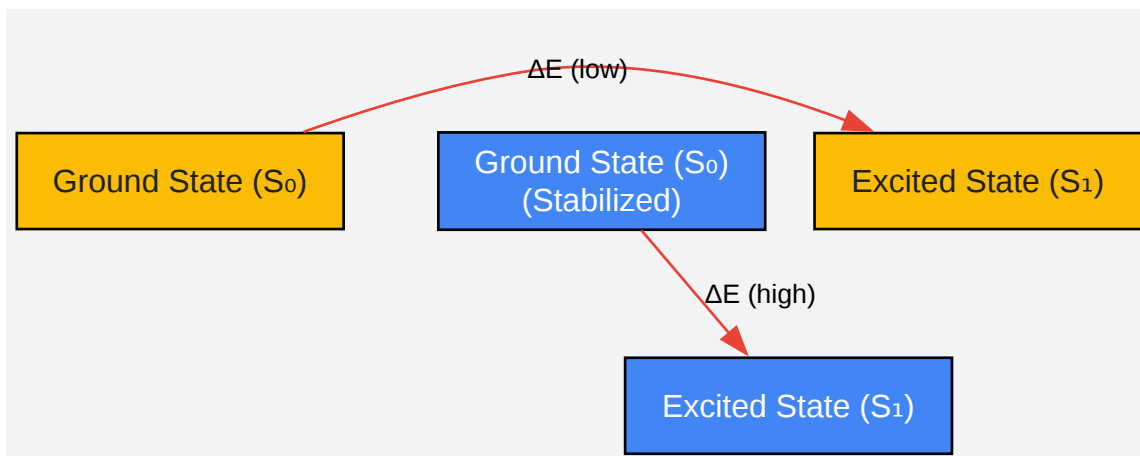 ΔE (low)
Ground State (S₀)
Ground State (S₀)
(Stabilized)
Excited State (S₁)
ΔE (high)
Excited State (S₁)